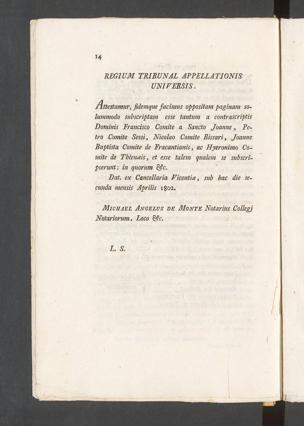 14
REGIUM TRIBUNAL APPELLATIONIS
UNIVERSIS.
Attestamur, fidemque facimus oppositam paginam so-
lummodo subscriptam esse tantum a contrascriptis
Dominis Francisco Comite a Sancto Joanne, Pe-
tro Comite Sessi, Nicolao Comite Bissari, Joanne
Baptista Comite de Fracantianis, ac Hyeronimo Co-
mite de Thienais, et esse talem qualem se subscri-
pserunt: in quorum &c.
Dat. ex Cancellaria Vicentiæ, sub hac die se-
cunda mensis Aprilis 1802.
MICHAEL ANGELUS DE MONTE Notarius Collegj
Notariorum. Loco &c.
L. S.